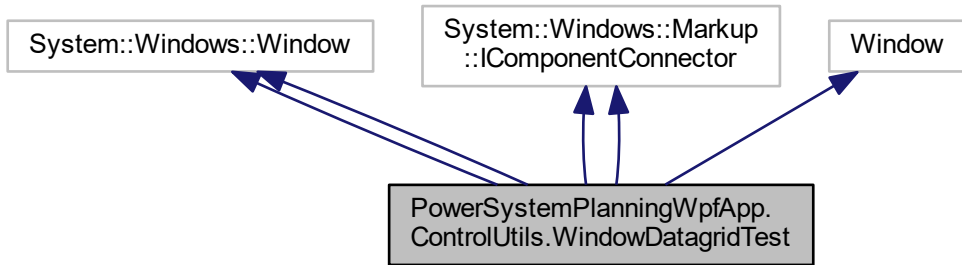 System::Windows::Window
System::Windows::Markup
::IComponentConnector
Window
PowerSystemPlanningWpfApp.
ControlUtils.WindowDatagridTest